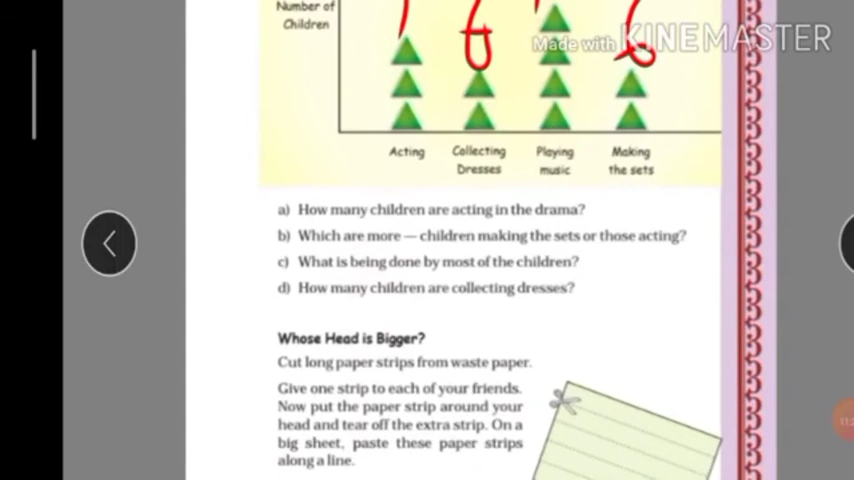 Number of
Children
Made with KINEMASTER
Acting
Collecting
Dresses
Playing
music
Making
the sets
a) How many children are acting in the drama?
b) Which are more — children making the sets or those acting?
c) What is being done by most of the children?
d) How many children are collecting dresses?
Whose Head is Bigger?
Cut long paper strips from waste paper.
Give one strip to each of your friends.
Now put the paper strip around your
head and tear off the extra strip. On a
big sheet, paste these paper strips
along a line.